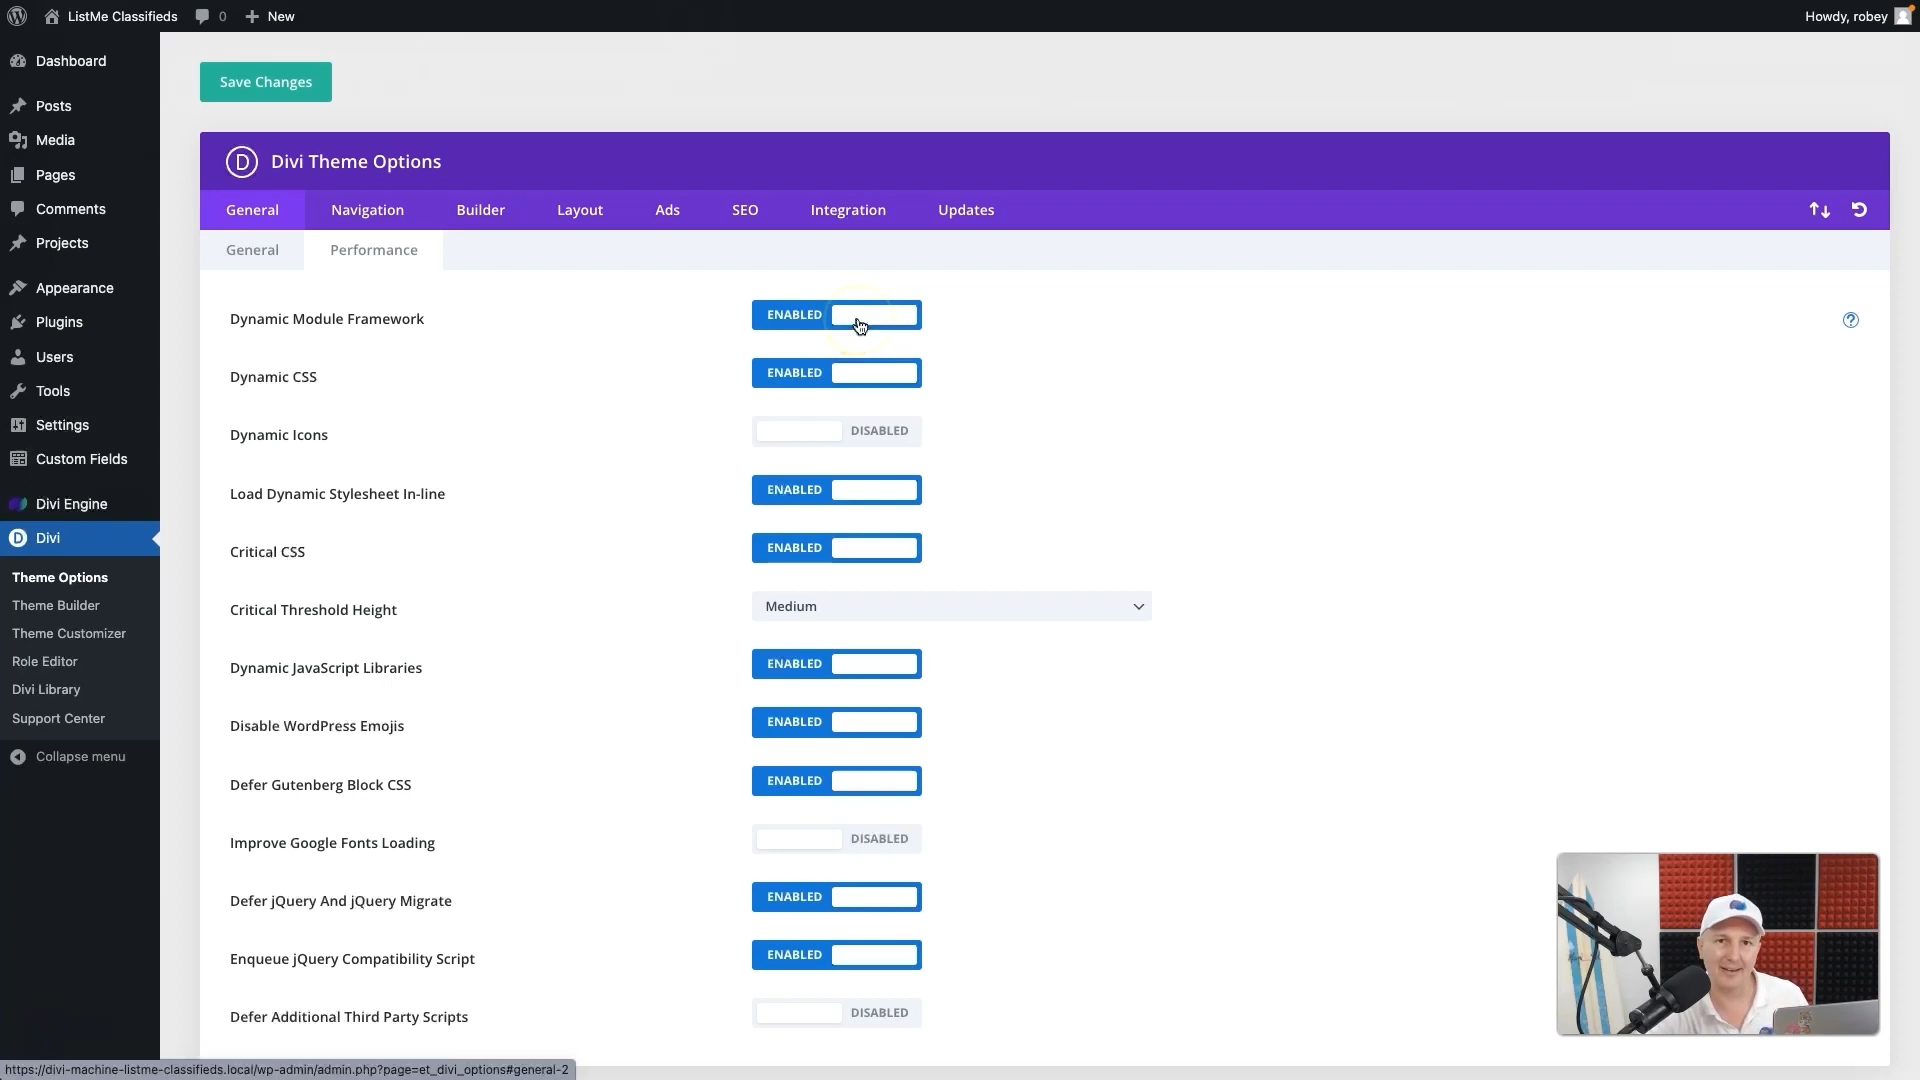 ListMe Classifieds
0
New
Howdy, robey
Dashboard
Posts
Media
Pages
Comments
Projects
Appearance
Plugins
Users
Tools
Settings
Custom Fields
Divi Engine
D Divi
Theme Options
Theme Builder
Theme Customizer
Role Editor
Divi Library
Support Center
Collapse menu
Save Changes
D Divi Theme Options
General Navigation Builder Layout Ads SEO Integration Updates
General Performance
Dynamic Module Framework ENABLED ?
Dynamic CSS ENABLED
Dynamic Icons DISABLED
Load Dynamic Stylesheet In-line ENABLED
Critical CSS ENABLED
Critical Threshold Height Medium
Dynamic JavaScript Libraries ENABLED
Disable WordPress Emojis ENABLED
Defer Gutenberg Block CSS ENABLED
Improve Google Fonts Loading DISABLED
Defer jQuery And jQuery Migrate ENABLED
Enqueue jQuery Compatibility Script ENABLED
Defer Additional Third Party Scripts DISABLED
https://divi-machine-listme-classifieds.local/wp-admin/admin.php?page=et_divi_options#general-2